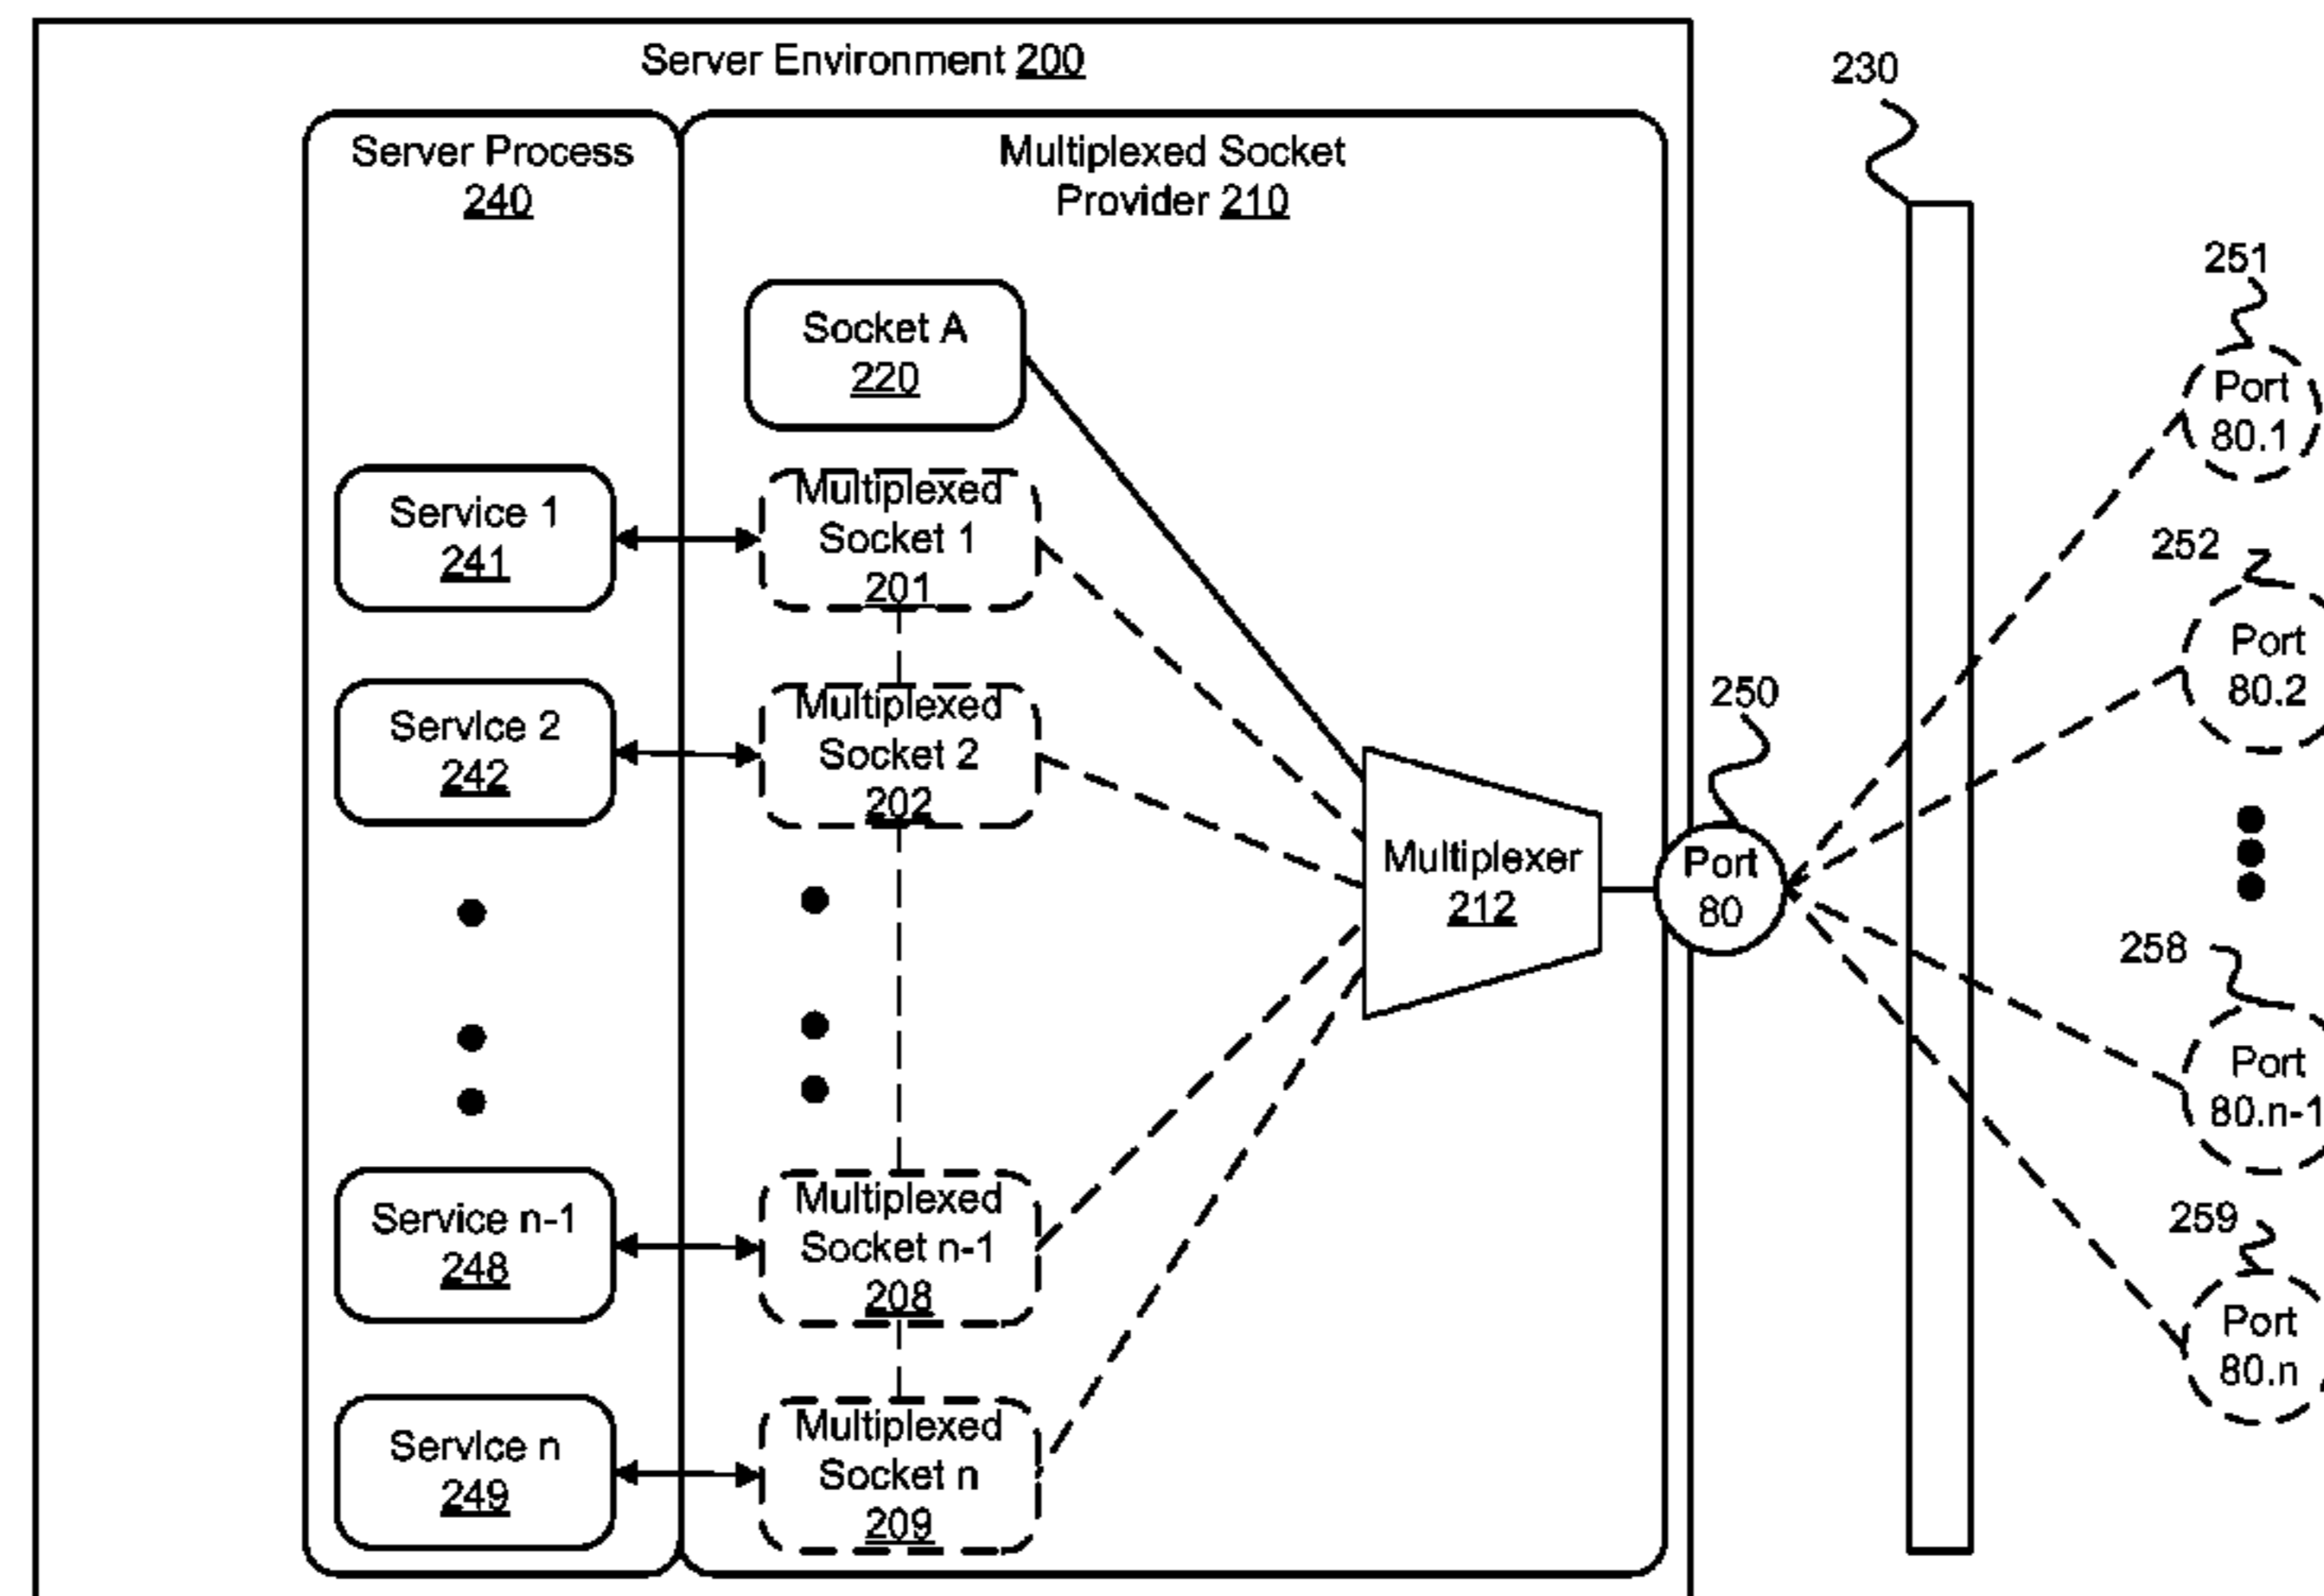 Server Environment 200
230
Server Process
240
Multiplexed Socket
Provider 210
251
Socket A
220
Port
80.1
Service 1
241
Multiplexed
Socket 1
201
252
Port
80.2
Service 2
242
Multiplexed
Socket 2
202
250
Multiplexer
212
Port
80
258
Port
80.n-1
Service n-1
248
Multiplexed
Socket n-1
208
259
Port
80.n
Service n
249
Multiplexed
Socket n
209